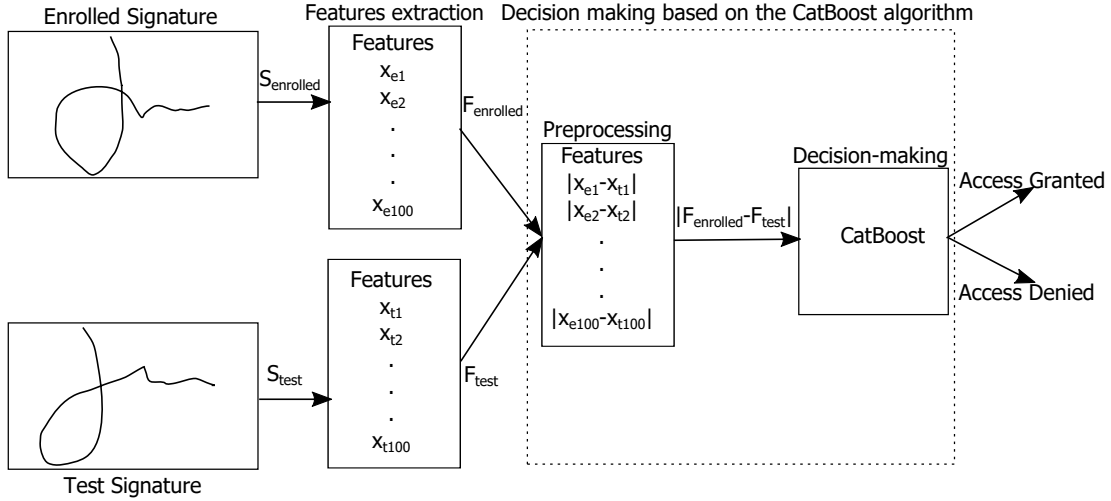 Enrolled Signature
Features extraction
Decision making based on the CatBoost algorithm
Features
xe1
xe2
.
.
.
xe100
Senrolled
Fenrolled
Features
xt1
xt2
.
.
.
xt100
Stest
Ftest
Test Signature
Preprocessing
Features
|xe1-xt1|
|xe2-xt2|
.
.
.
|xe100-xt100|
|Fenrolled-Ftest|
Decision-making
CatBoost
Access Granted
Access Denied